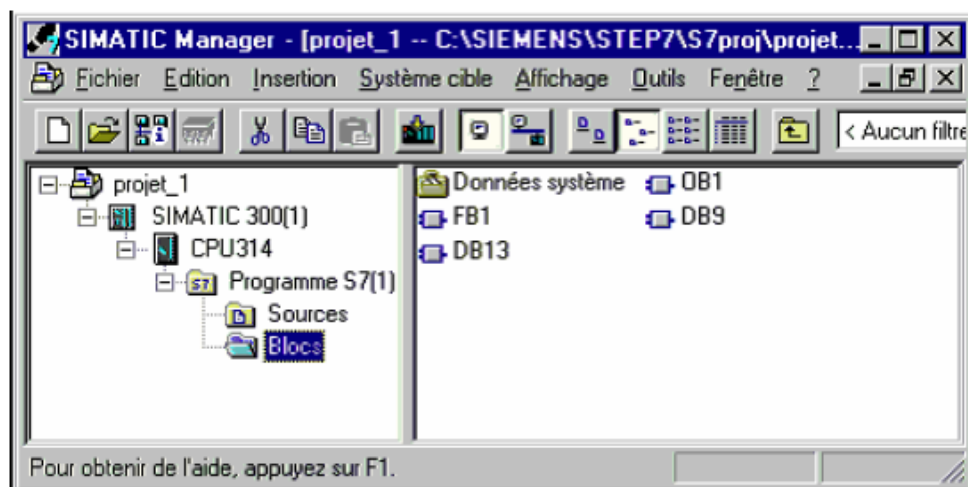 SIMATIC Manager - [projet_1 -- C:\SIEMENS\STEP7\S7proj\projet...
Fichier Edition Insertion Système cible Affichage Outils Fenêtre ?
< Aucun filtre
projet_1
SIMATIC 300(1)
CPU314
Programme S7(1)
Sources
Blocs
Données système OB1
FB1 DB9
DB13
Pour obtenir de l'aide, appuyez sur F1.